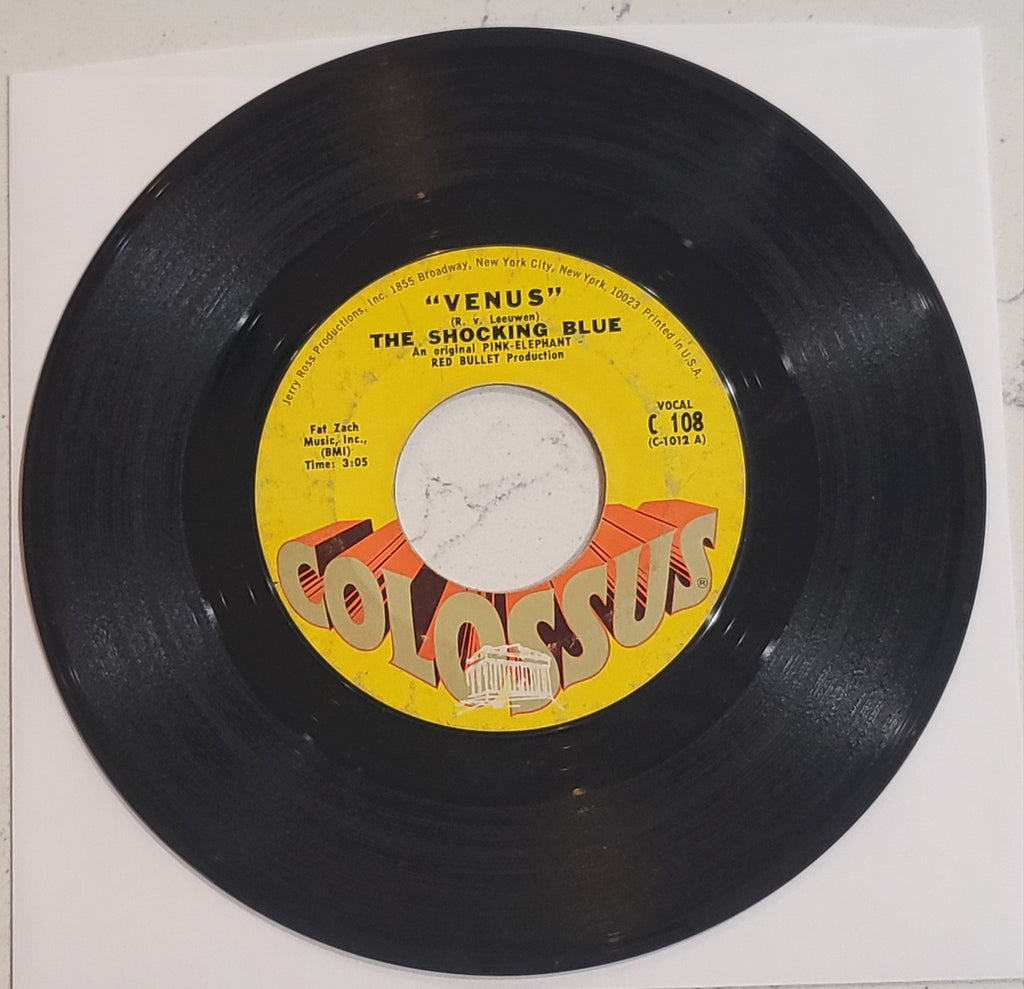 Jerry Ross Productions, Inc. 1855 Broadway, New York City, New York, 10023 Printed in U.S.A.
"VENUS"
(R. v. Leeuwen)
THE SHOCKING BLUE
An original PINK-ELEPHANT
RED BULLET Production
Fat Zach
Music, Inc.,
(BMI)
Time: 3:05
VOCAL
C 108
(C-1012 A)
COLOSSUS ®